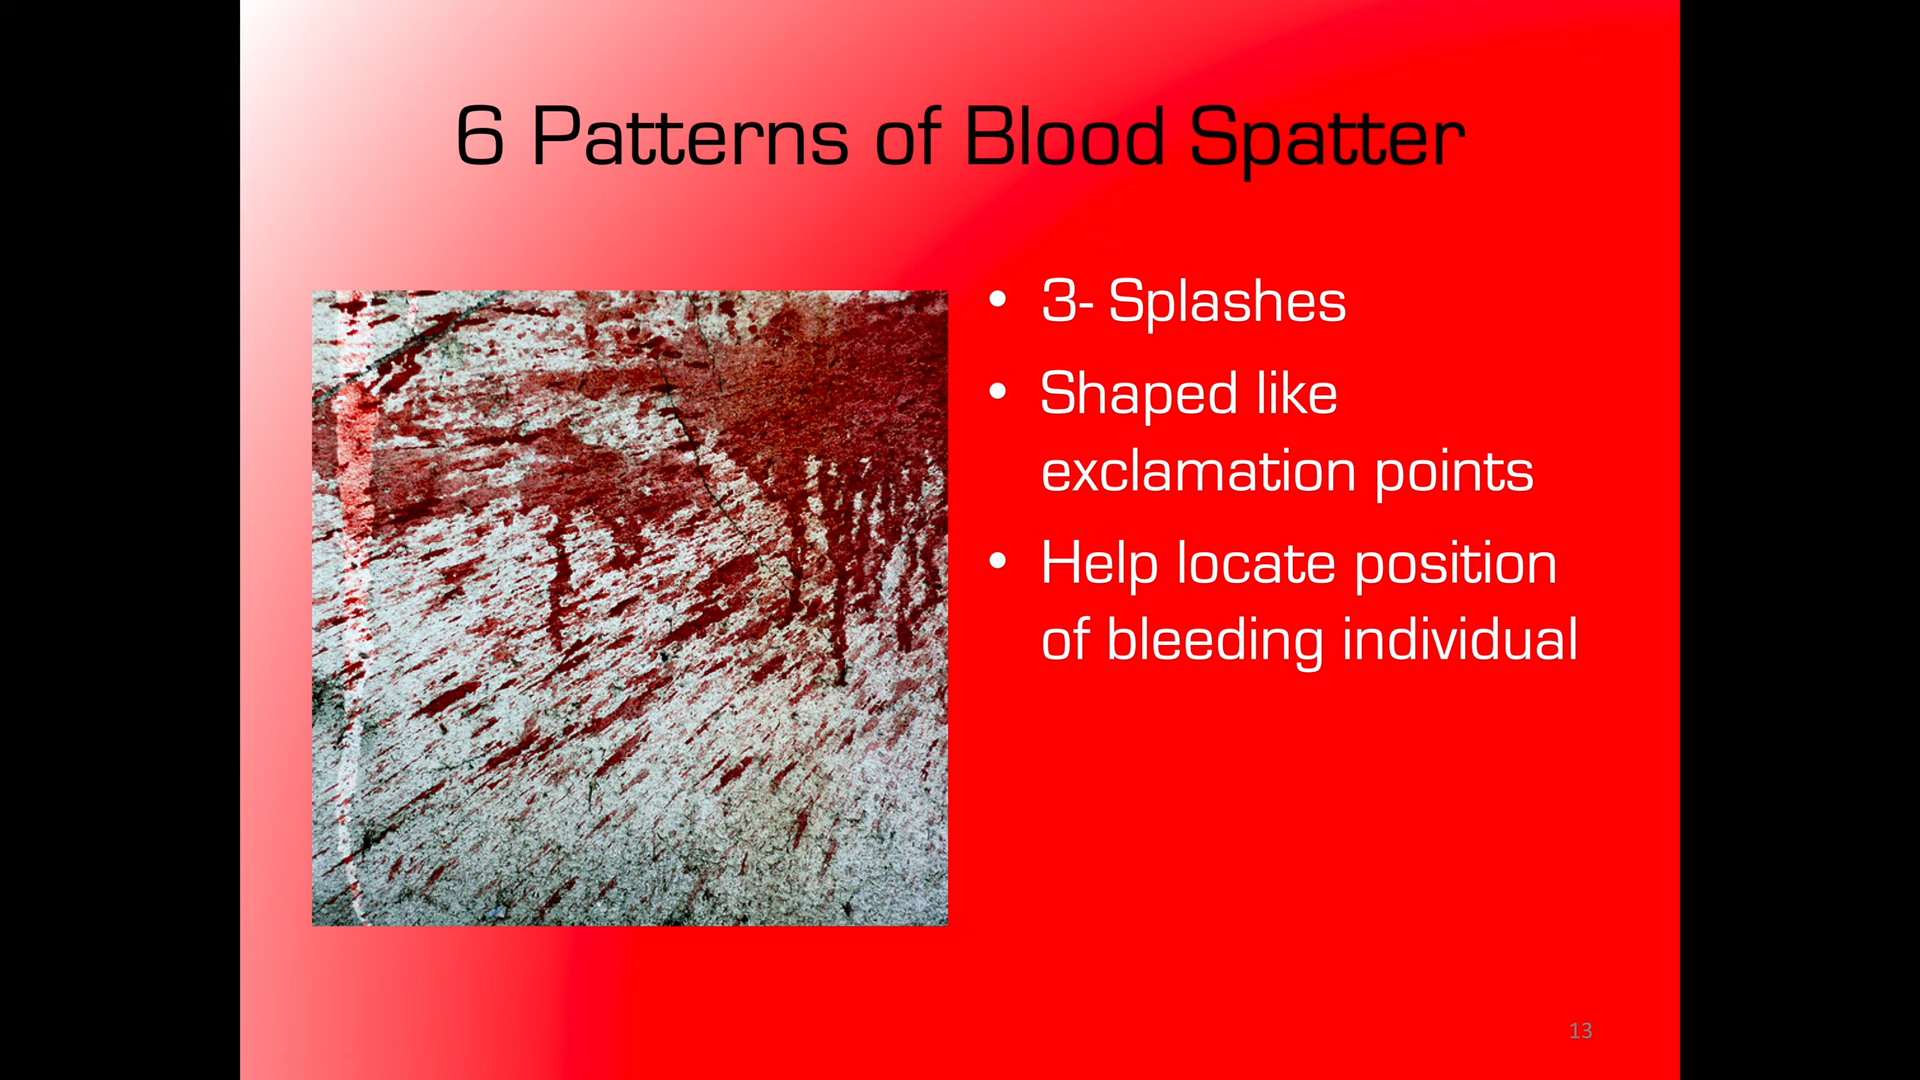 6 Patterns of Blood Spatter
• 3- Splashes
• Shaped like
exclamation points
• Help locate position
of bleeding individual
13